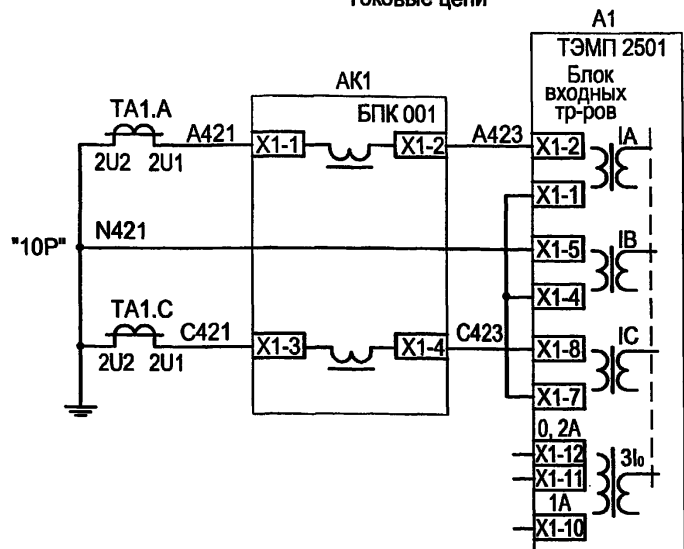 Токовые цепи
A1
ТЭМП 2501
Блок
входных
тр-ров
АК1
БПК 001
TA1.A
2U2 2U1
A421
X1-1
X1-2
A423
X1-2
IA
X1-1
"10P"
N421
X1-5
IB
X1-4
TA1.C
2U2 2U1
C421
X1-3
X1-4
C423
X1-8
IC
X1-7
0, 2A
X1-12
X1-11
3I₀
1A
X1-10